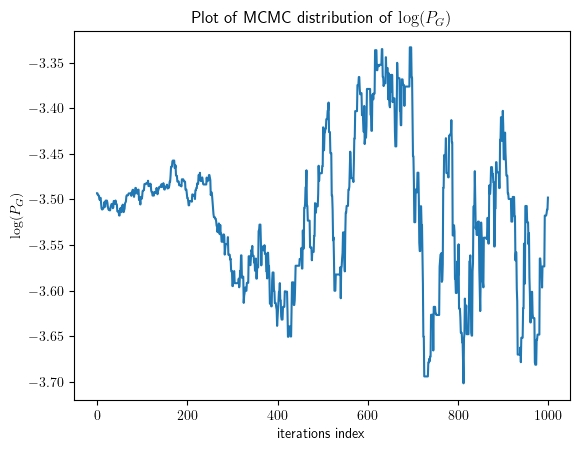 Plot of MCMC distribution of log(P_G)
−3.35
−3.40
−3.45
−3.50
−3.55
−3.60
−3.65
−3.70
log(P_G)
0 200 400 600 800 1000
iterations index